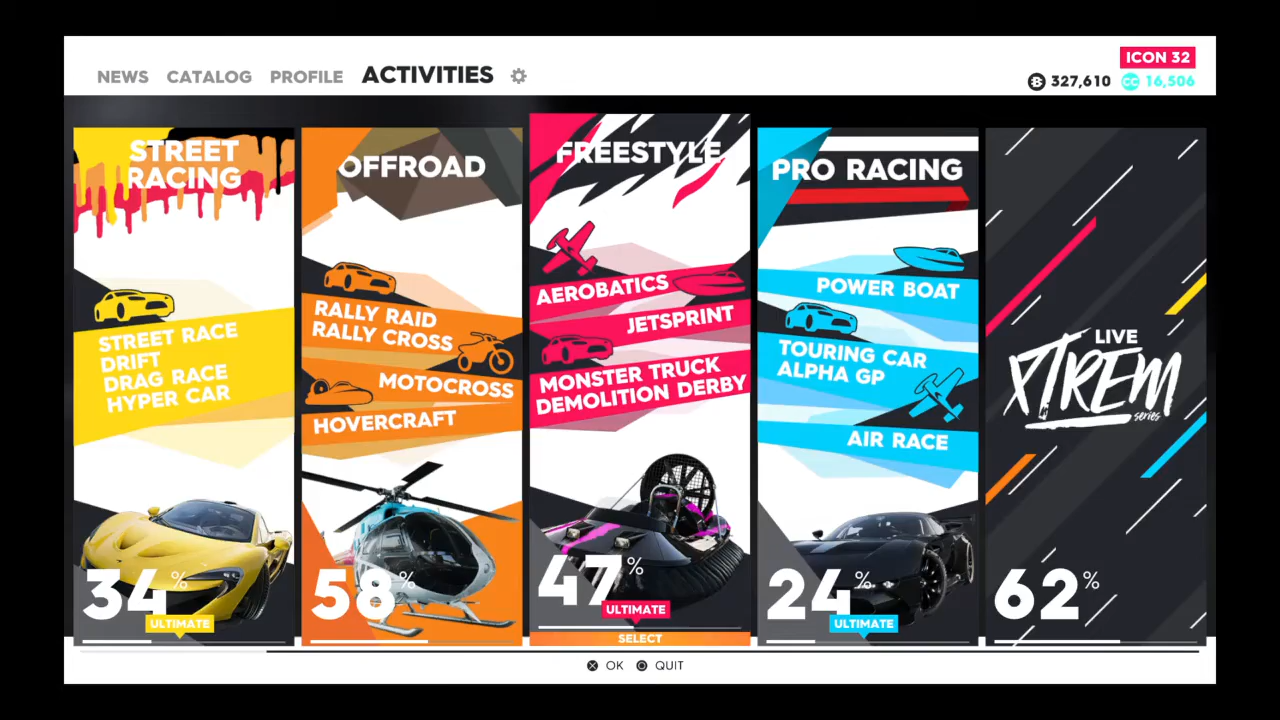 NEWS CATALOG PROFILE ACTIVITIES
ICON 32
327,610 CC 16,506
STREET
RACING
STREET RACE
DRIFT
DRAG RACE
HYPER CAR
34%
ULTIMATE
OFFROAD
RALLY RAID
RALLY CROSS
MOTOCROSS
HOVERCRAFT
58%
FREESTYLE
AEROBATICS
JETSPRINT
MONSTER TRUCK
DEMOLITION DERBY
47%
ULTIMATE
SELECT
PRO RACING
POWER BOAT
TOURING CAR
ALPHA GP
AIR RACE
24%
ULTIMATE
LIVE
XTREM
series
62%
OK QUIT